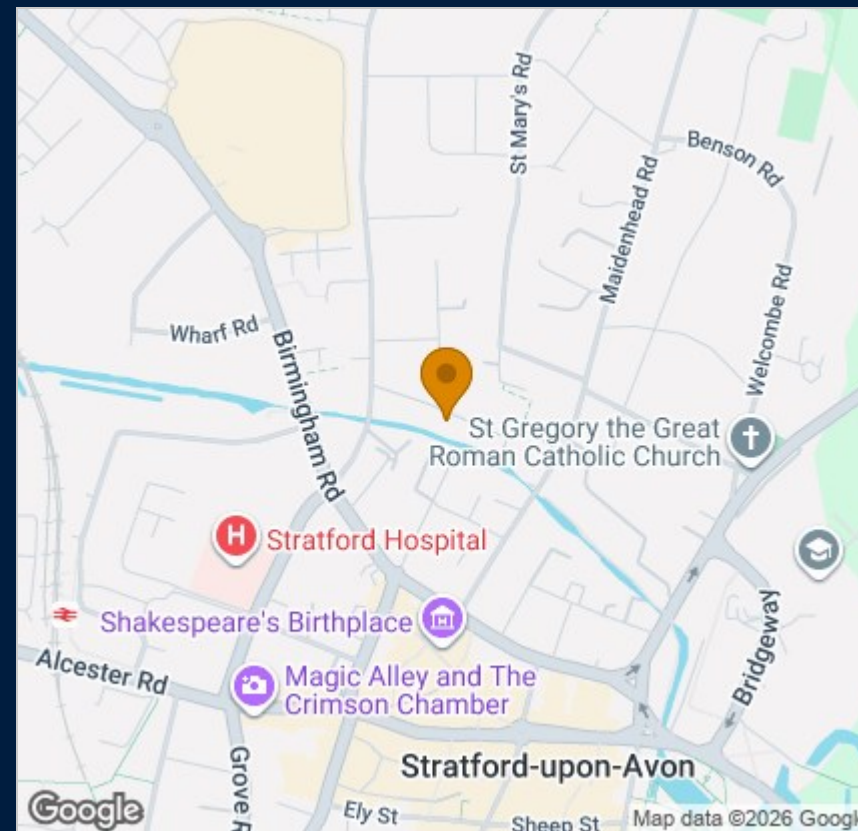 St Mary's Rd
Benson Rd
Maidenhead Rd
Welcombe Rd
Wharf Rd
Birmingham Rd
St Gregory the Great
Roman Catholic Church
H
Stratford Hospital
Shakespeare's Birthplace
Magic Alley and The
Crimson Chamber
Alcester Rd
Bridgeway
Stratford-upon-Avon
Grove R
Ely St
Sheep St
Google
Map data ©2026 Google